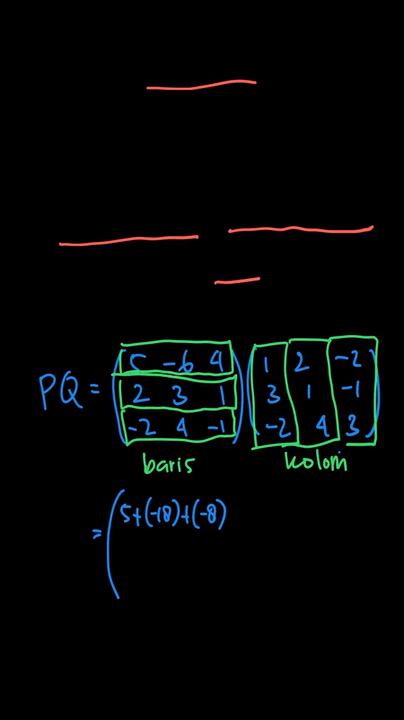 PQ = (5 -6 4) (1 2 -2)
(2 3 1) (3 1 -1)
(-2 4 -1) (-2 4 3)
baris kolom
= (5+(-18)+(-8)